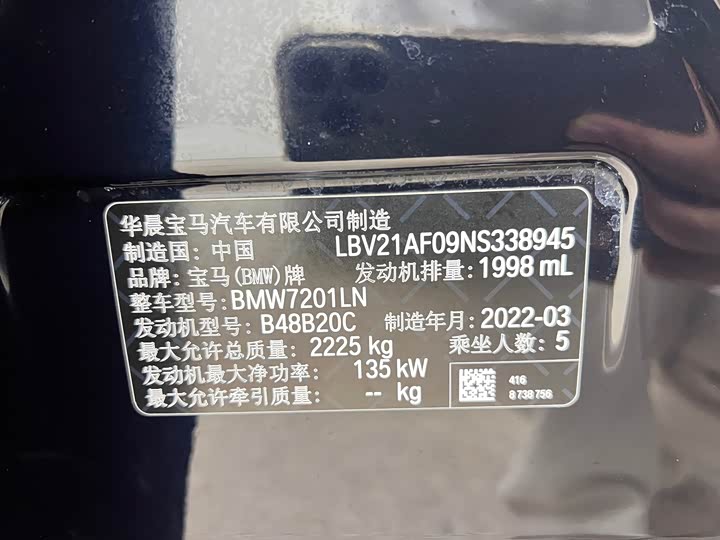 华晨宝马汽车有限公司制造
制造国: 中国 LBV21AF09NS338945
品牌: 宝马(BMW)牌 发动机排量: 1998 mL
整车型号: BMW7201LN
发动机型号: B48B20C 制造年月: 2022-03
最大允许总质量: 2225 kg 乘坐人数: 5
发动机最大净功率: 135 kW
最大允许牵引质量: -- kg
416
8 738 756